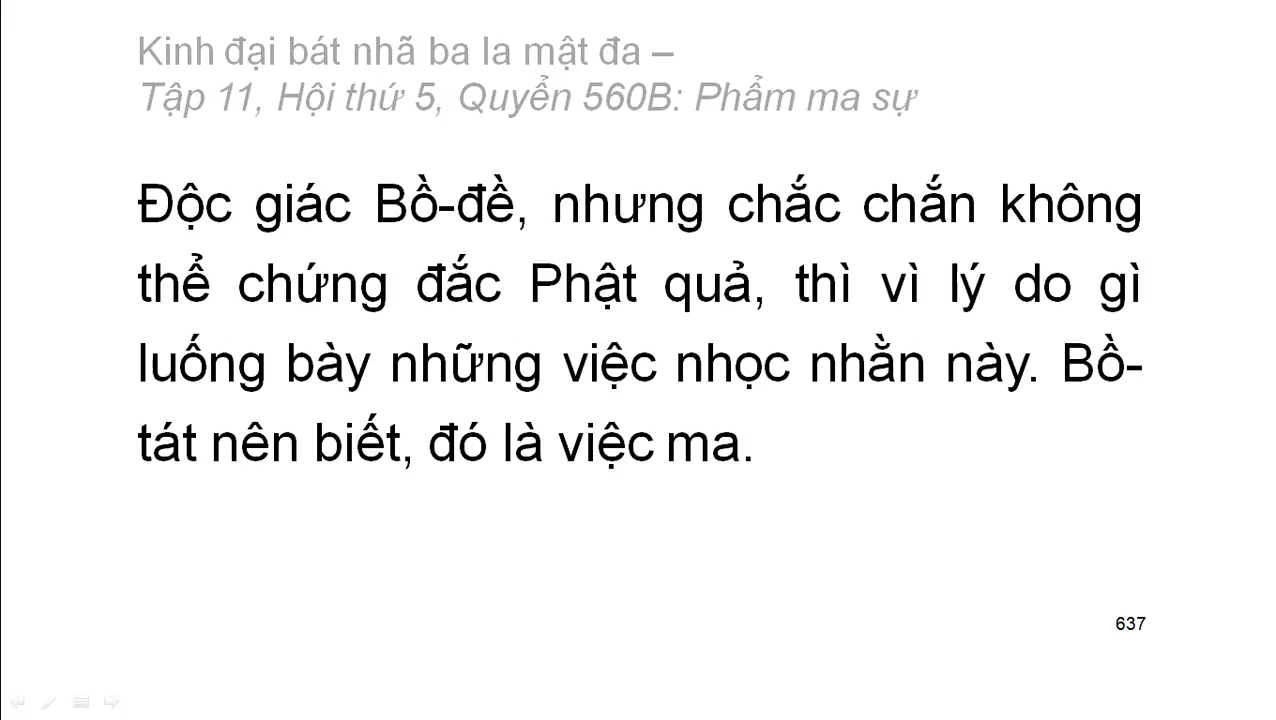 Kinh đại bát nhã ba la mật đa –
Tập 11, Hội thứ 5, Quyển 560B: Phẩm ma sự
Độc giác Bồ-đề, nhưng chắc chắn không
thể chứng đắc Phật quả, thì vì lý do gì
luống bày những việc nhọc nhằn này. Bồ-
tát nên biết, đó là việc ma.
637